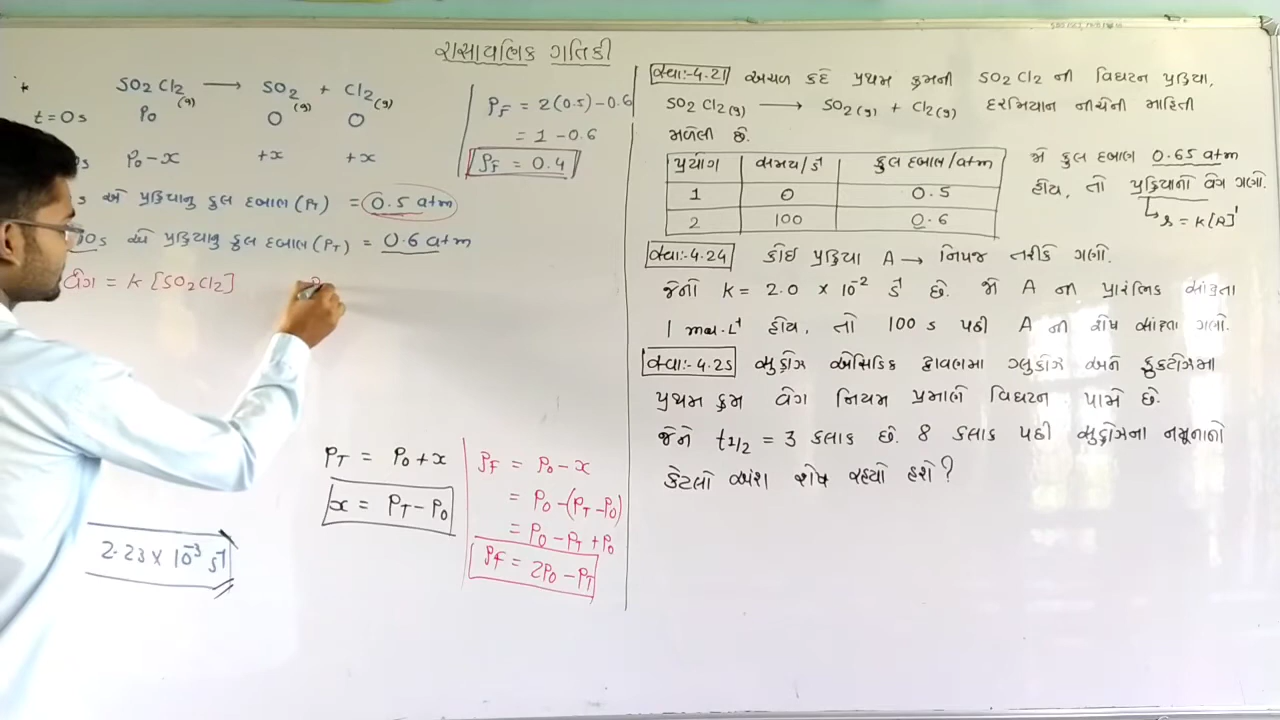 રાસાયણિક ગતિકી
* SO2Cl2(g) → SO2(g) + Cl2(g)
t = 0s P0 0 0
P0 - x +x +x
s એ પ્રક્રિયાનુ કુલ દબાણ (PT) = 0.5 atm
એ પ્રક્રિયાનુ કુલ દબાણ (PT) = 0.6 atm
વેગ = K [SO2Cl2]
PF = 2(0.5) - 0.6
= 1 - 0.6
PF = 0.4
PT = P0 + x
x = PT - P0
PF = P0 - x
= P0 - (PT - P0)
= P0 - PT + P0
PF = 2P0 - PT
2.23 × 10⁻³ s⁻¹
સ્વા:-4.21 અચળ કદે પ્રથમ ક્રમની SO2Cl2 ની વિઘટન પ્રક્રિયા,
SO2Cl2(g) → SO2(g) + Cl2(g) દરમિયાન નીચેની માહિતી
મળેલી છે.
પ્રયોગ સમય/s⁻¹ કુલ દબાણ/atm
1 0 0.5
2 100 0.6
જો કુલ દબાણ 0.65 atm
હોય, તો પ્રક્રિયાનો વેગ ગણો.
r = K[A]¹
સ્વા:-4.24 કોઈ પ્રક્રિયા A → નિપજ તરીકે ગણો.
જેનો K = 2.0 × 10⁻² s⁻¹ છે. જો A ની પ્રારંભિક સાંદ્રતા
1 mol.L⁻¹ હોય, તો 100 s પછી A ની શેષ સાંદ્રતા ગણો.
સ્વા:-4.25 સુક્રોઝ એસિડિક દ્રાવણમા ગ્લુકોઝ અને ફ્રુકટોઝમા
પ્રથમ ક્રમ વેગ નિયમ પ્રમાણે વિઘટન પામે છે.
જેને t1/2 = 3 કલાક છે. 8 કલાક પછી સુક્રોઝના નમૂનાનો
કેટલો અંશ શેષ રહયો હશે?